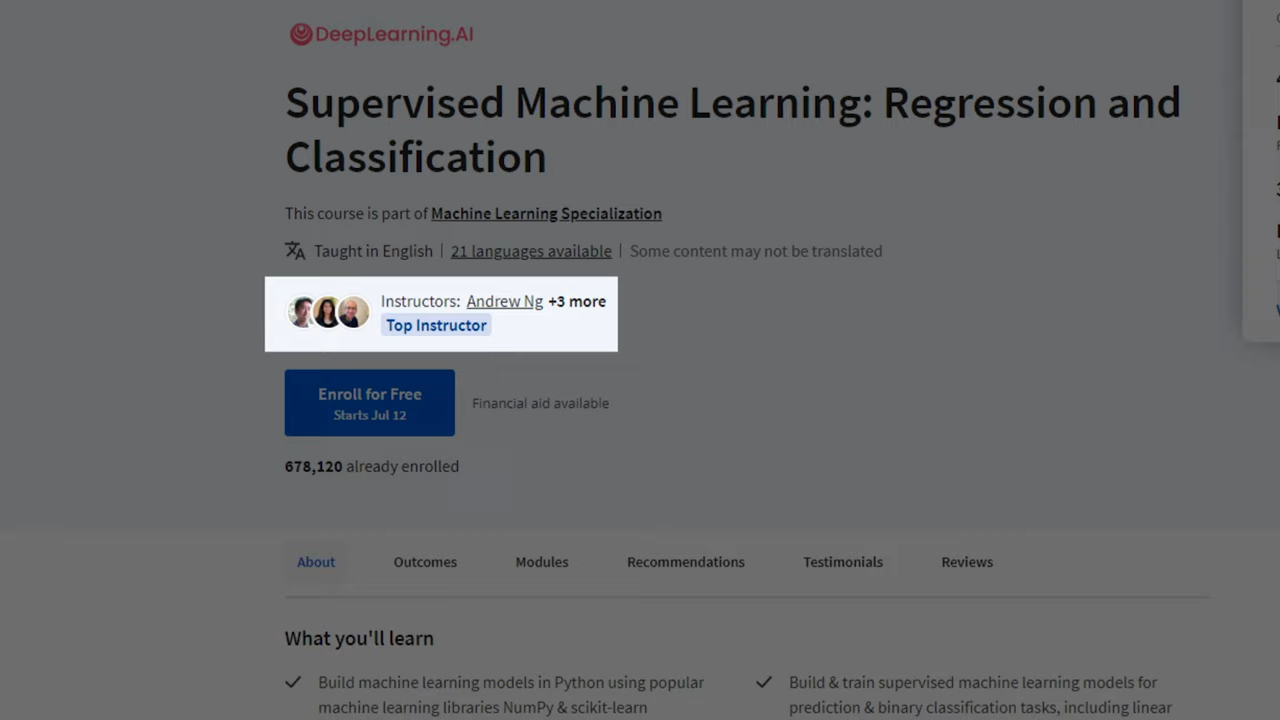 DeepLearning.AI
Supervised Machine Learning: Regression and
Classification
This course is part of Machine Learning Specialization
Taught in English | 21 languages available | Some content may not be translated
Instructors: Andrew Ng +3 more
Top Instructor
Enroll for Free
Starts Jul 12
Financial aid available
678,120 already enrolled
About Outcomes Modules Recommendations Testimonials Reviews
What you'll learn
Build machine learning models in Python using popular
machine learning libraries NumPy & scikit-learn
Build & train supervised machine learning models for
prediction & binary classification tasks, including linear